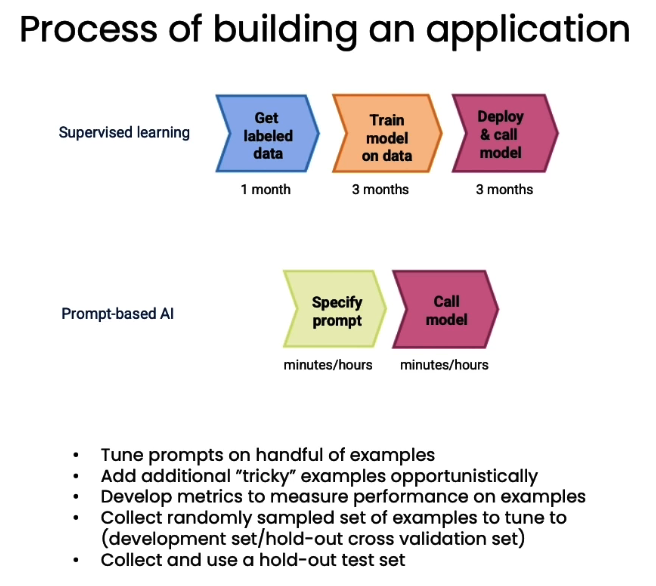 Process of building an application
Supervised learning
Get
labeled
data
Train
model
on data
Deploy
& call
model
1 month
3 months
3 months
Prompt-based AI
Specify
prompt
Call
model
minutes/hours
minutes/hours
• Tune prompts on handful of examples
• Add additional “tricky” examples opportunistically
• Develop metrics to measure performance on examples
• Collect randomly sampled set of examples to tune to
(development set/hold-out cross validation set)
• Collect and use a hold-out test set